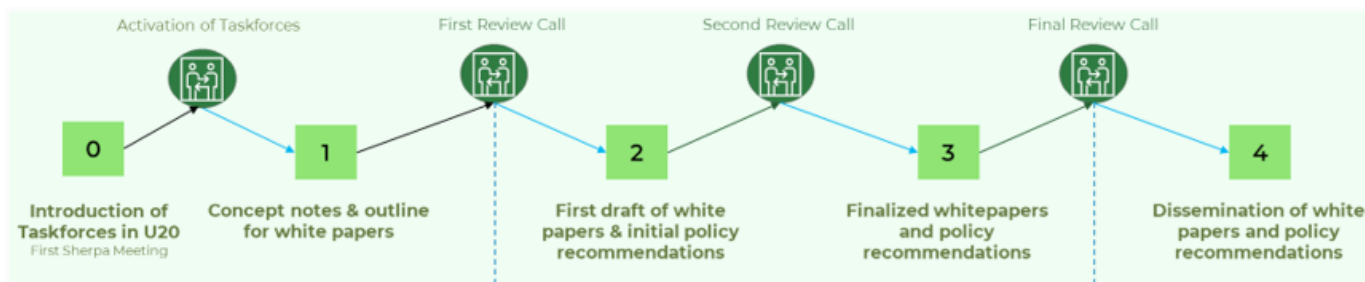 Activation of Taskforces
First Review Call
Second Review Call
Final Review Call
0
1
2
3
4
Introduction of
Taskforces in U20
First Sherpa Meeting
Concept notes & outline
for white papers
First draft of white
papers & initial policy
recommendations
Finalized whitepapers
and policy
recommendations
Dissemination of white
papers and policy
recommendations